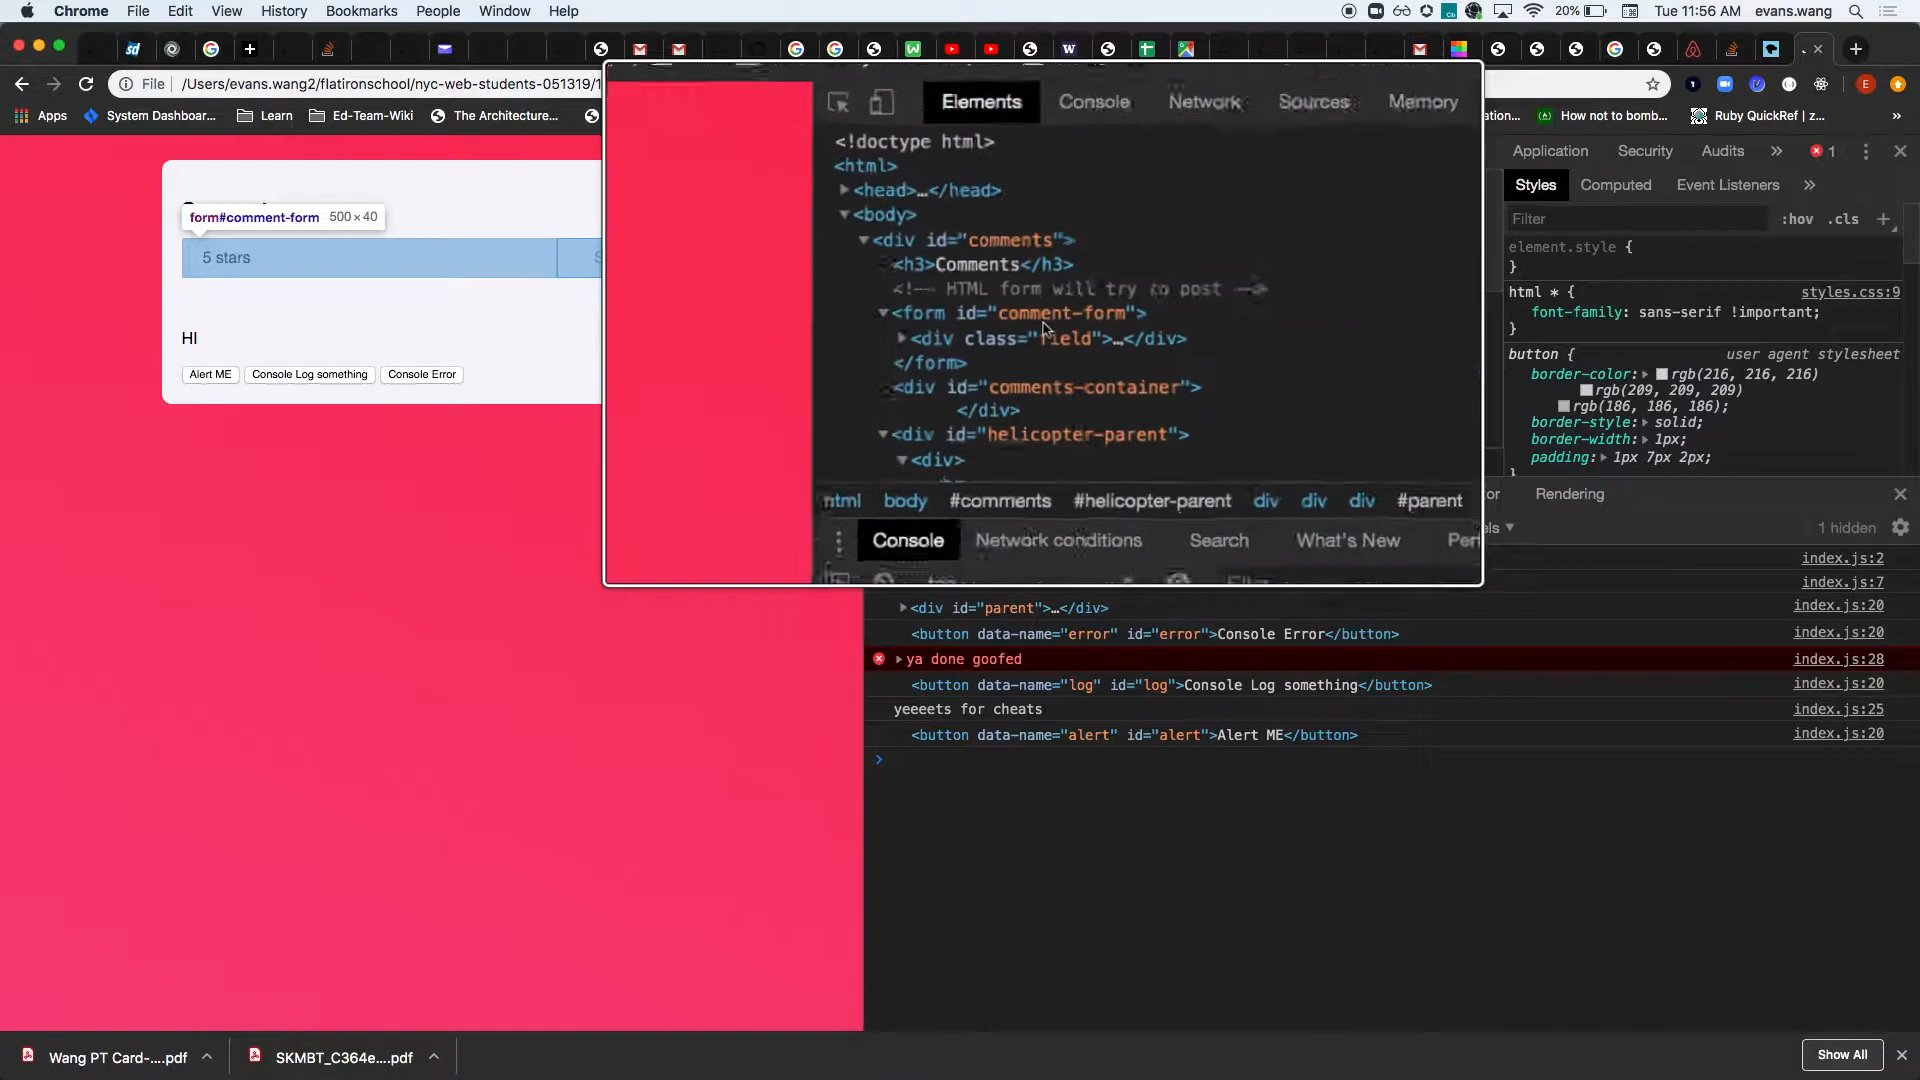 Chrome File Edit View History Bookmarks People Window Help 20% Tue 11:56 AM evans.wang
File /Users/evans.wang2/flatironschool/nyc-web-students-051319/1
Apps System Dashboar... Learn Ed-Team-Wiki The Architecture... How not to bomb... Ruby QuickRef | z... »
form#comment-form 500 × 40
5 stars
HI
Alert ME Console Log something Console Error
Elements Console Network Sources Memory
<!doctype html>
<html>
▶<head>…</head>
▼<body>
▼<div id="comments">
<h3>Comments</h3>
<!-- HTML form will try to post -->
▼<form id="comment-form">
▶<div class="field">…</div>
</form>
<div id="comments-container">
</div>
▼<div id="helicopter-parent">
▼<div>
html body #comments #helicopter-parent div div div #parent
Console Network conditions Search What's New
Application Security Audits » 1
Styles Computed Event Listeners »
Filter :hov .cls +
element.style {
}
html * { styles.css:9
font-family: sans-serif !important;
}
button { user agent stylesheet
border-color:▶ rgb(216, 216, 216)
rgb(209, 209, 209)
rgb(186, 186, 186);
border-style:▶ solid;
border-width:▶ 1px;
padding:▶ 1px 7px 2px;
}
Rendering
1 hidden
index.js:2
index.js:7
▶<div id="parent">…</div> index.js:20
<button data-name="error" id="error">Console Error</button> index.js:20
▶ya done goofed index.js:28
<button data-name="log" id="log">Console Log something</button> index.js:20
yeeeets for cheats index.js:25
<button data-name="alert" id="alert">Alert ME</button> index.js:20
>
Wang PT Card-....pdf SKMBT_C364e....pdf Show All